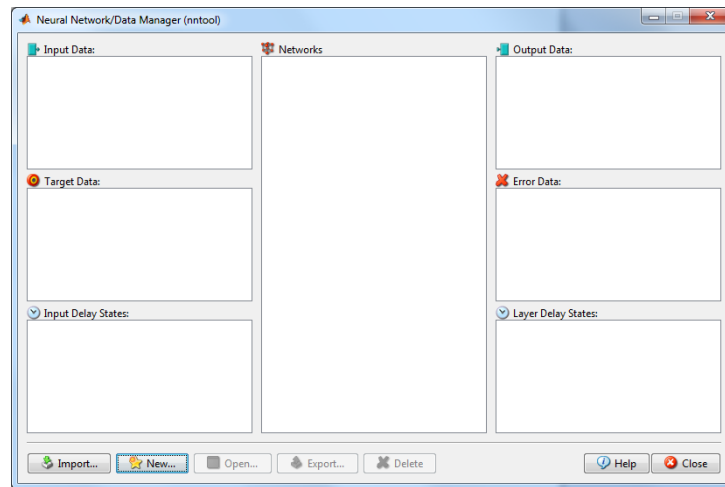 Neural Network/Data Manager (nntool)
Input Data:
Networks
Output Data:
Target Data:
Error Data:
Input Delay States:
Layer Delay States:
Import...
New...
Open...
Export...
Delete
Help
Close